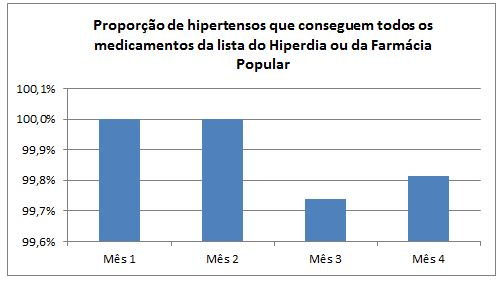 Proporção de hipertensos que conseguem todos os
medicamentos da lista do Hiperdia ou da Farmácia
Popular
100,1%
100,0%
99,9%
99,8%
99,7%
99,6%
Mês 1 Mês 2 Mês 3 Mês 4